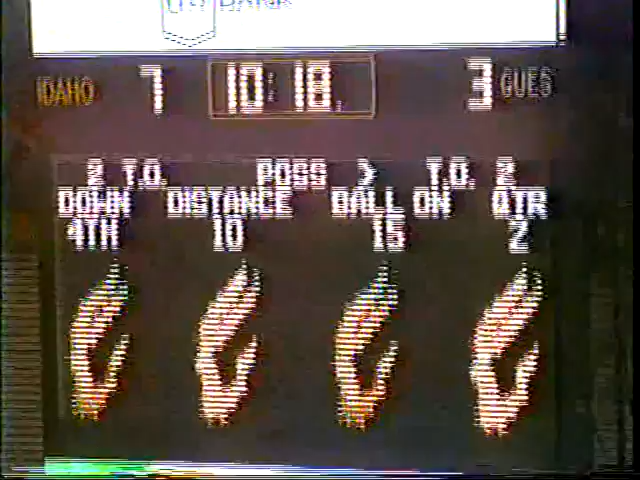 BANK
IDAHO 7 10:18 3 GUES
2 T.O. POSS > T.O. 2
DOWN DISTANCE BALL ON QTR
4TH 10 15 2